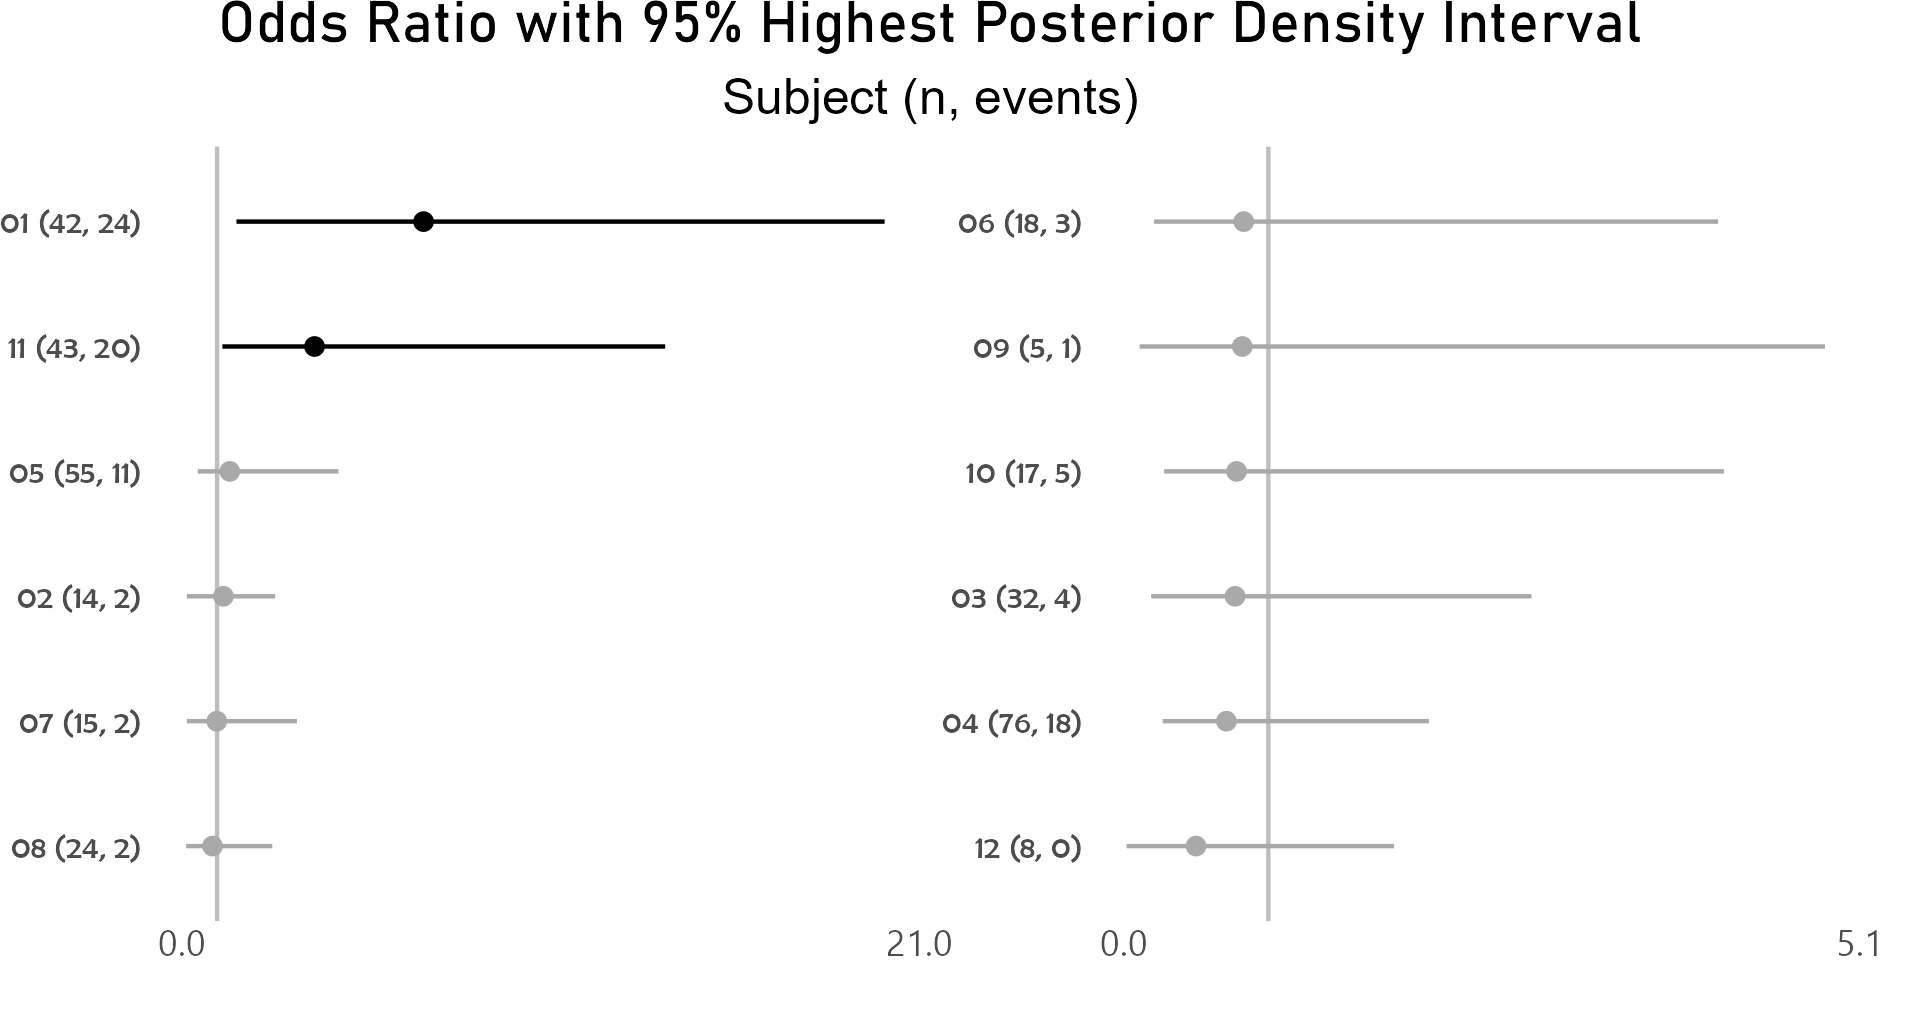 Odds Ratio with 95% Highest Posterior Density Interval
Subject (n, events)
01 (42, 24)
11 (43, 20)
05 (55, 11)
02 (14, 2)
07 (15, 2)
08 (24, 2)
0.0 21.0
06 (18, 3)
09 (5, 1)
10 (17, 5)
03 (32, 4)
04 (76, 18)
12 (8, 0)
0.0 5.1